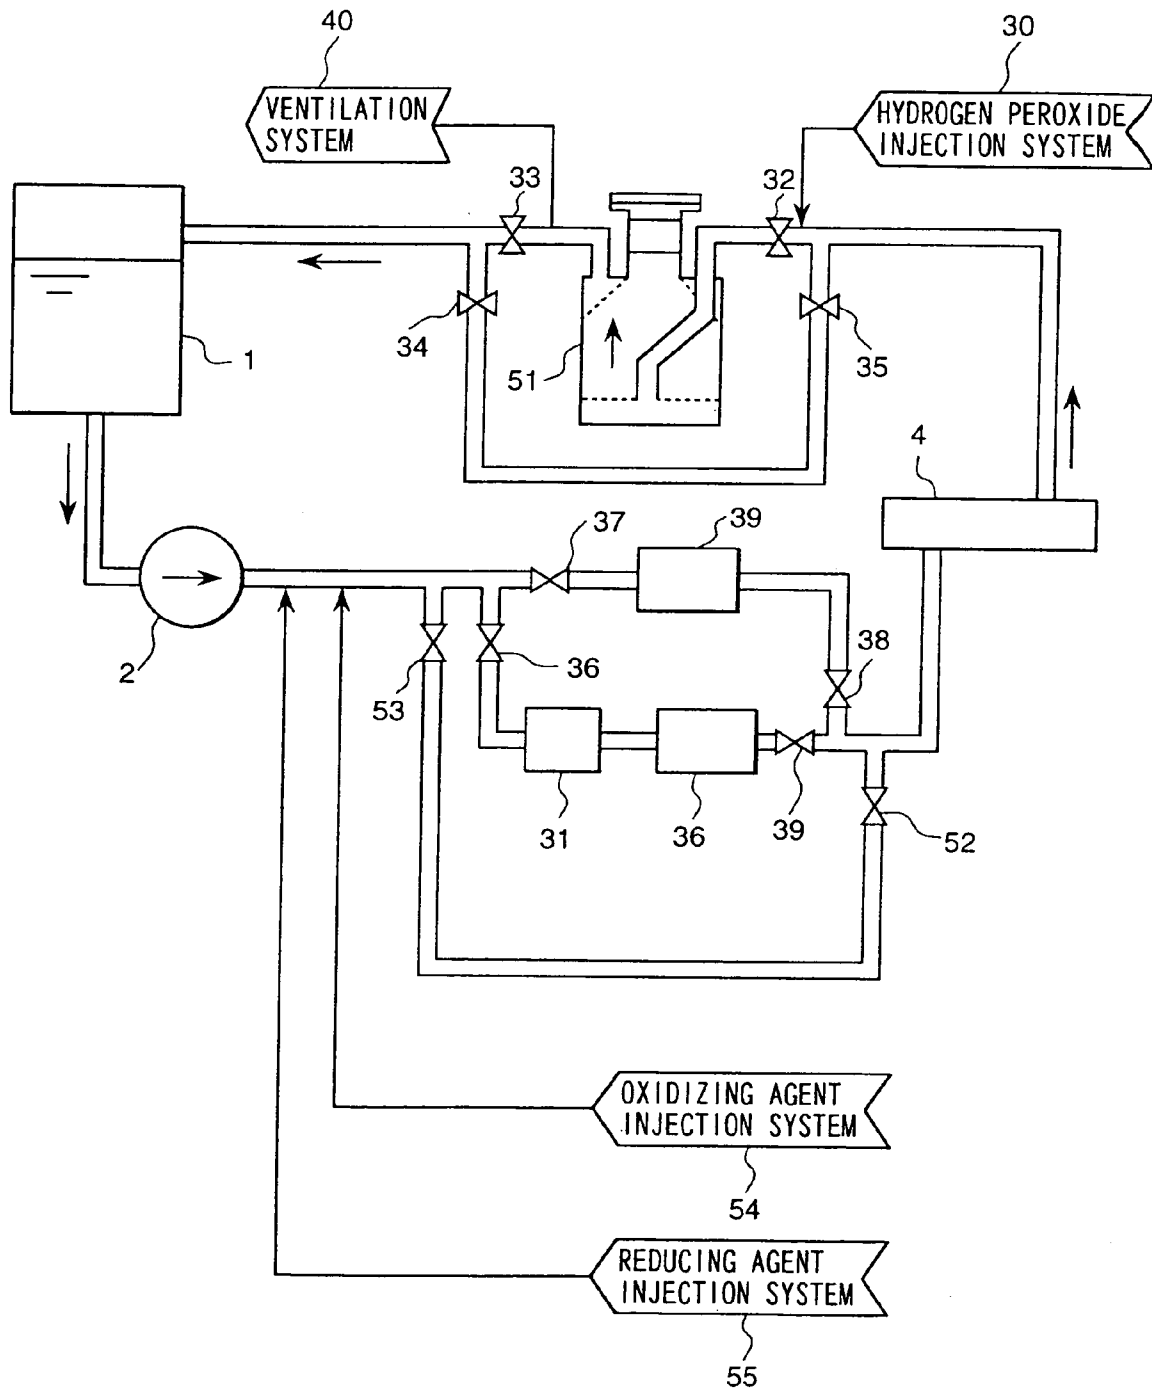 40
30
VENTILATION
SYSTEM
HYDROGEN PEROXIDE
INJECTION SYSTEM
33
32
34
1
51
35
4
37
39
2
53
36
38
31
36
39
52
OXIDIZING AGENT
INJECTION SYSTEM
54
REDUCING AGENT
INJECTION SYSTEM
55